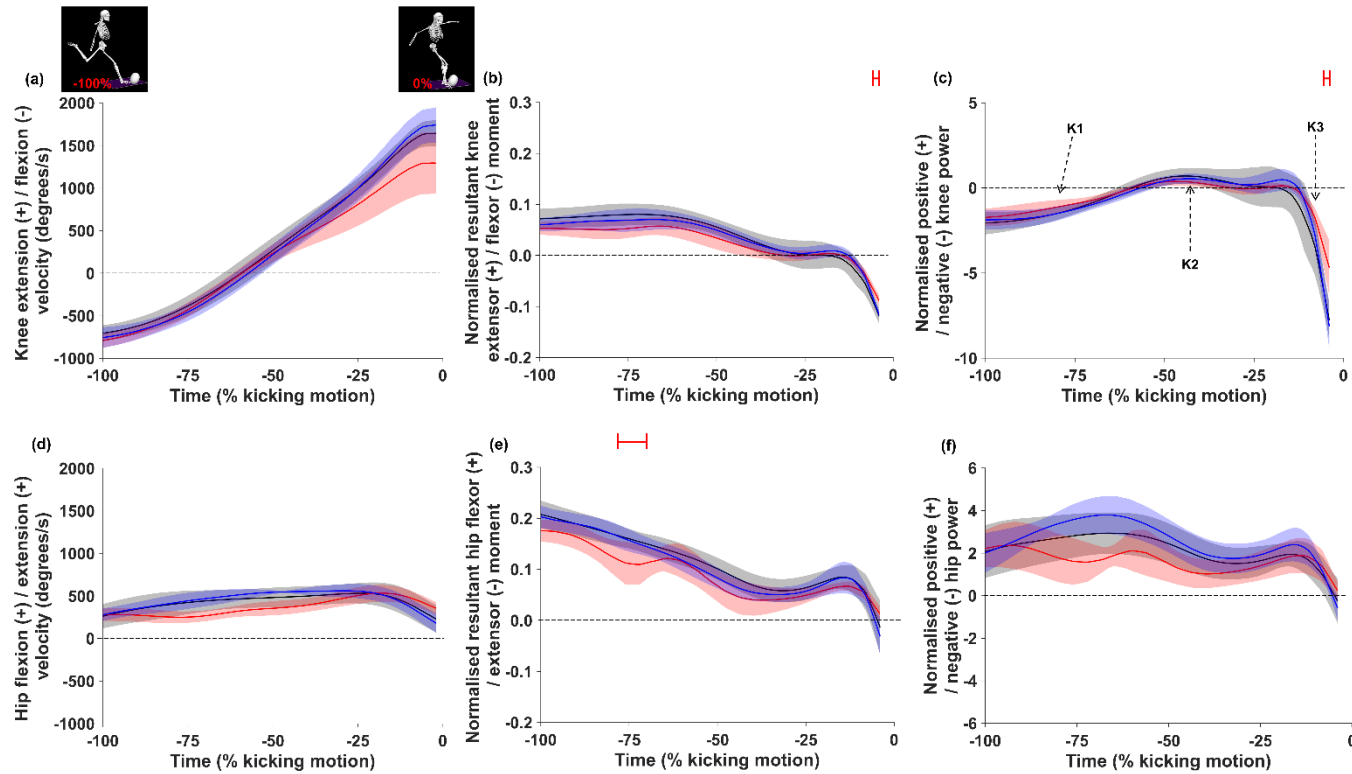 -100%
0%
(a)
Knee extension (+) / flexion (-)
velocity (degrees/s)
2000
1500
1000
500
0
-500
-1000
-100
-75
-50
-25
0
Time (% kicking motion)
(b)
Normalised resultant knee
extensor (+) / flexor (-) moment
0.3
0.2
0.1
0.0
-0.1
-0.2
-100
-75
-50
-25
0
Time (% kicking motion)
(c)
Normalised positive (+)
/ negative (-) knee power
5
0
-5
-10
K1
K2
K3
-100
-75
-50
-25
0
Time (% kicking motion)
(d)
Hip flexion (+) / extension (+)
velocity (degrees/s)
2000
1500
1000
500
0
500
1000
-100
-75
-50
-25
0
Time (% kicking motion)
(e)
Normalised resultant hip flexor (+)
/ extensor (-) moment
0.3
0.2
0.1
0.0
-0.1
-0.2
-100
-75
-50
-25
0
Time (% kicking motion)
(f)
Normalised positive (+)
/ negative (-) hip power
6
4
2
0
-2
-4
-6
-100
-75
-50
-25
0
Time (% kicking motion)